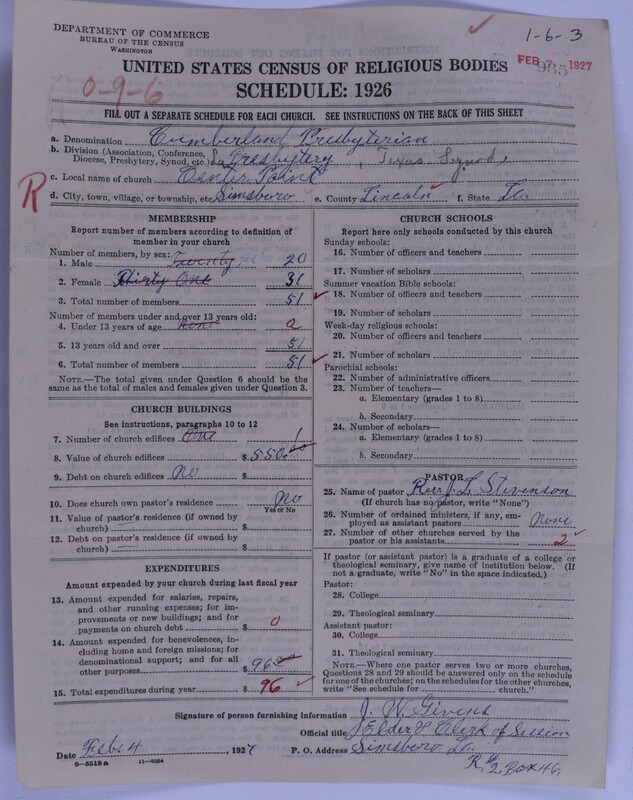 DEPARTMENT OF COMMERCE
BUREAU OF THE CENSUS
WASHINGTON
1-6-3
FEB 7 1927
985
UNITED STATES CENSUS OF RELIGIOUS BODIES
0-9-6
SCHEDULE: 1926
FILL OUT A SEPARATE SCHEDULE FOR EACH CHURCH. SEE INSTRUCTIONS ON THE BACK OF THIS SHEET
a. Denomination Cumberland Presbyterian
b. Division (Association, Conference, Diocese, Presbytery, Synod, etc.) La Presbytery, Texas Synod
c. Local name of church Center Point
R
d. City, town, village, or township, etc. Simsboro e. County Lincoln f. State La.
MEMBERSHIP
Report number of members according to definition of
member in your church
Number of members, by sex:
1. Male Twenty 20
2. Female Thirty One 31
3. Total number of members 51
Number of members under and over 13 years old:
4. Under 13 years of age None 0
5. 13 years old and over 51
6. Total number of members 51
NOTE.—The total given under Question 6 should be the
same as the total of males and females given under Question 3.
CHURCH BUILDINGS
See instructions, paragraphs 10 to 12
7. Number of church edifices One 1
8. Value of church edifices $ 550.00
9. Debt on church edifices No $
10. Does church own pastor's residence No
Yes or No
11. Value of pastor's residence (if owned by
church) $
12. Debt on pastor's residence (if owned by
church) $
EXPENDITURES
Amount expended by your church during last fiscal year
13. Amount expended for salaries, repairs,
and other running expenses; for im-
provements or new buildings; and for
payments on church debt $ 0
14. Amount expended for benevolences, in-
cluding home and foreign missions; for
denominational support; and for all
other purposes $ 96.00
15. Total expenditures during year $ 96
CHURCH SCHOOLS
Report here only schools conducted by this church
Sunday schools:
16. Number of officers and teachers
17. Number of scholars
Summer vacation Bible schools:
18. Number of officers and teachers
19. Number of scholars
Week-day religious schools:
20. Number of officers and teachers
21. Number of scholars
Parochial schools:
22. Number of administrative officers
23. Number of teachers—
a. Elementary (grades 1 to 8)
b. Secondary
24. Number of scholars—
a. Elementary (grades 1 to 8)
b. Secondary
PASTOR
25. Name of pastor Rev. J. L. Stevenson
(If church has no pastor, write "None")
26. Number of ordained ministers, if any, em-
ployed as assistant pastors None
27. Number of other churches served by the
pastor or his assistants 2
If pastor (or assistant pastor) is a graduate of a college or
theological seminary, give name of institution below. (If
not a graduate, write "No" in the space indicated.)
Pastor:
28. College
29. Theological seminary
Assistant pastor:
30. College
31. Theological seminary
NOTE.—Where one pastor serves two or more churches,
Questions 28 and 29 should be answered only on the schedule
for one of the churches; on the schedules for the other churches,
write "See schedule for church."
Signature of person furnishing information J. W. Givens
Official title Elder & Clerk of Session
Date Feb 4, 1927 P. O. Address Simsboro La.
8-5518a 11-9204
R. #2, Box 46